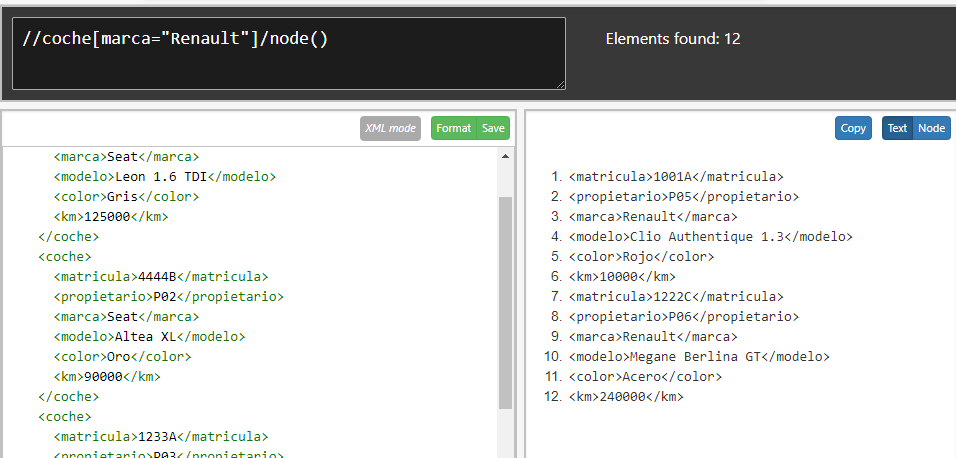 //coche[marca="Renault"]/node()
Elements found: 12
XML mode
Format
Save
<marca>Seat</marca>
<modelo>Leon 1.6 TDI</modelo>
<color>Gris</color>
<km>125000</km>
</coche>
<coche>
<matricula>4444B</matricula>
<propietario>P02</propietario>
<marca>Seat</marca>
<modelo>Altea XL</modelo>
<color>Oro</color>
<km>90000</km>
</coche>
<coche>
<matricula>1233A</matricula>
<propietario>P03</propietario>
Copy
Text
Node
1. <matricula>1001A</matricula>
2. <propietario>P05</propietario>
3. <marca>Renault</marca>
4. <modelo>Clio Authentique 1.3</modelo>
5. <color>Rojo</color>
6. <km>10000</km>
7. <matricula>1222C</matricula>
8. <propietario>P06</propietario>
9. <marca>Renault</marca>
10. <modelo>Megane Berlina GT</modelo>
11. <color>Acero</color>
12. <km>240000</km>